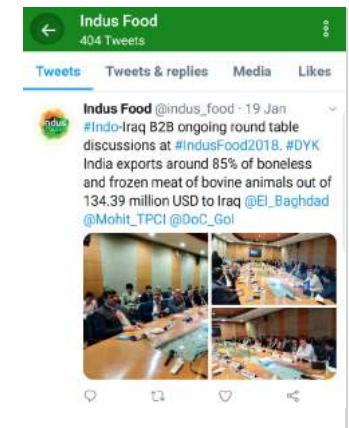 Indus Food
404 Tweets
Tweets Tweets & replies Media Likes
Indus Food @indus_food · 19 Jan
indus
#Indo-Iraq B2B ongoing round table
discussions at #IndusFood2018. #DYK
India exports around 85% of boneless
and frozen meat of bovine animals out of
134.39 million USD to Iraq @El_Baghdad
@Mohit_TPCI @DoC_GoI